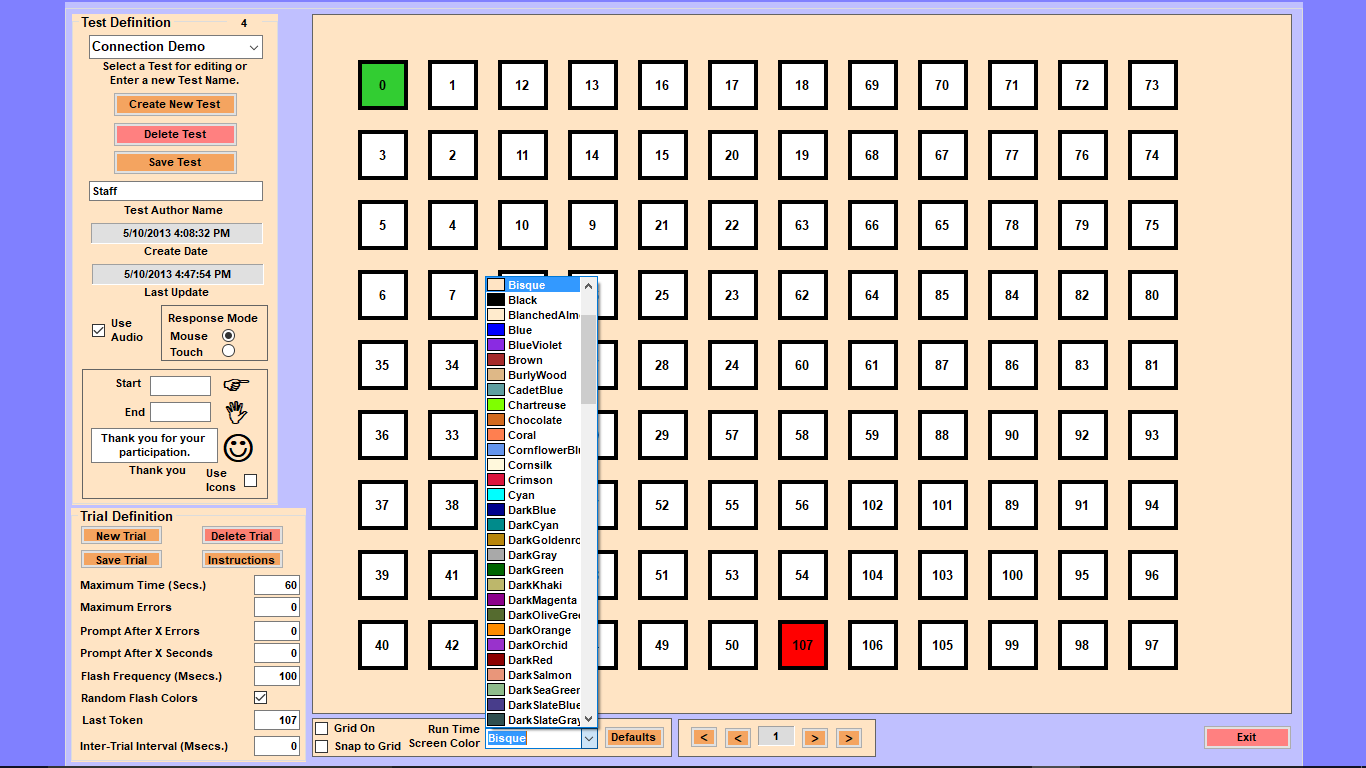 Test Definition 4
Connection Demo
Select a Test for editing or
Enter a new Test Name.
Create New Test
Delete Test
Save Test
Staff
Test Author Name
5/10/2013 4:08:32 PM
Create Date
5/10/2013 4:47:54 PM
Last Update
Use
Audio
Response Mode
Mouse
Touch
Start
End
Thank you for your
participation.
Thank you
Use
Icons
Trial Definition
New Trial Delete Trial
Save Trial Instructions
Maximum Time (Secs.) 60
Maximum Errors 0
Prompt After X Errors 0
Prompt After X Seconds 0
Flash Frequency (Msecs.) 100
Random Flash Colors
Last Token 107
Inter-Trial Interval (Msecs.) 0
0 1 12 13 16 17 18 69 70 71 72 73
3 2 11 14 15 20 19 68 67 77 76 74
5 4 10 9 21 22 63 66 65 78 79 75
6 7 25 23 62 64 85 84 82 80
35 34 28 24 60 61 87 86 83 81
36 33 29 57 58 59 88 90 92 93
37 38 52 55 56 102 101 89 91 94
39 41 51 53 54 104 103 100 95 96
40 42 49 50 107 106 105 99 98 97
Bisque
Black
BlanchedAlm
Blue
BlueViolet
Brown
BurlyWood
CadetBlue
Chartreuse
Chocolate
Coral
CornflowerBlu
Cornsilk
Crimson
Cyan
DarkBlue
DarkCyan
DarkGoldenro
DarkGray
DarkGreen
DarkKhaki
DarkMagenta
DarkOliveGree
DarkOrange
DarkOrchid
DarkRed
DarkSalmon
DarkSeaGreen
DarkSlateBlue
DarkSlateGray
Grid On
Snap to Grid
Run Time
Screen Color
Bisque
Defaults
< < 1 > >
Exit